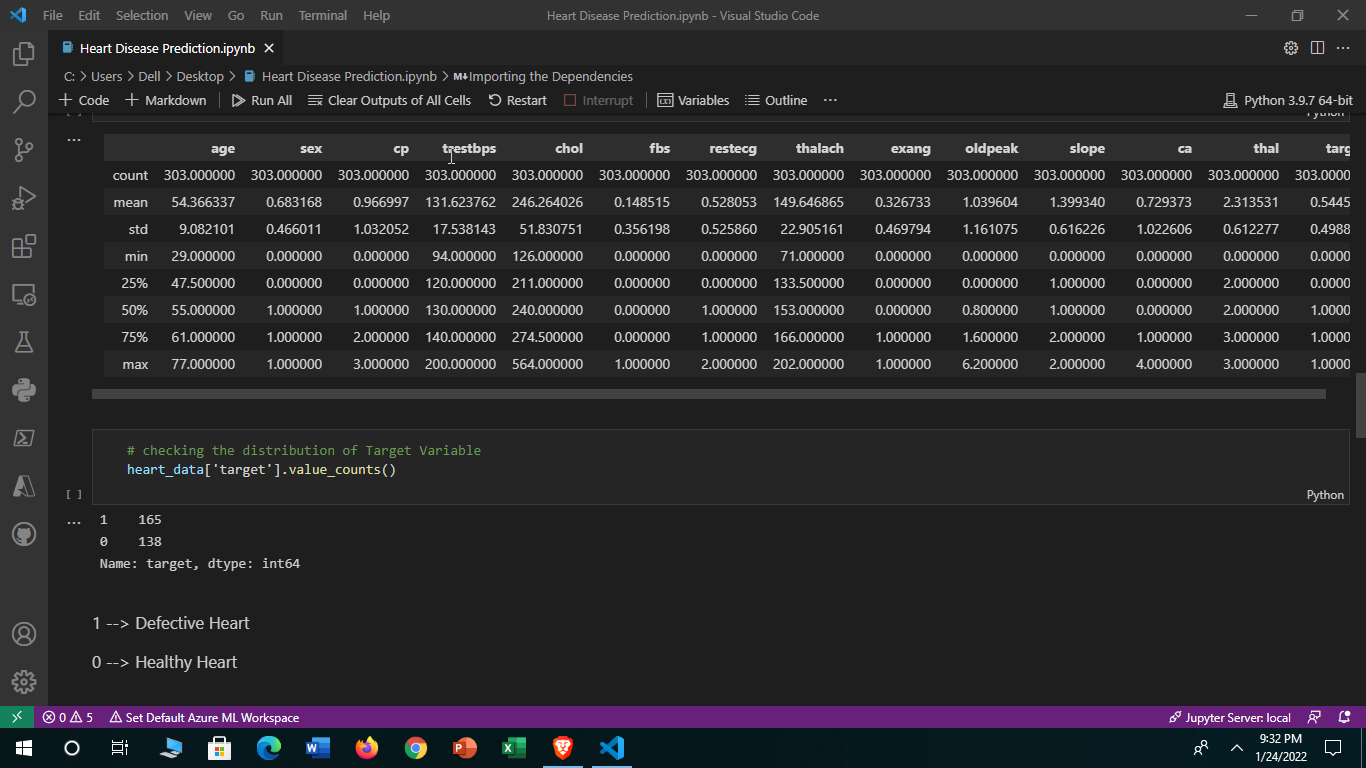 File Edit Selection View Go Run Terminal Help Heart Disease Prediction.ipynb - Visual Studio Code
Heart Disease Prediction.ipynb
C: > Users > Dell > Desktop > Heart Disease Prediction.ipynb > M↓Importing the Dependencies
+ Code + Markdown Run All Clear Outputs of All Cells Restart Interrupt Variables Outline ... Python 3.9.7 64-bit
[ ] Python
... age sex cp trestbps chol fbs restecg thalach exang oldpeak slope ca thal targ
count 303.000000 303.000000 303.000000 303.000000 303.000000 303.000000 303.000000 303.000000 303.000000 303.000000 303.000000 303.000000 303.000000 303.0000
mean 54.366337 0.683168 0.966997 131.623762 246.264026 0.148515 0.528053 149.646865 0.326733 1.039604 1.399340 0.729373 2.313531 0.5445
std 9.082101 0.466011 1.032052 17.538143 51.830751 0.356198 0.525860 22.905161 0.469794 1.161075 0.616226 1.022606 0.612277 0.4988
min 29.000000 0.000000 0.000000 94.000000 126.000000 0.000000 0.000000 71.000000 0.000000 0.000000 0.000000 0.000000 0.000000 0.0000
25% 47.500000 0.000000 0.000000 120.000000 211.000000 0.000000 0.000000 133.500000 0.000000 0.000000 1.000000 0.000000 2.000000 0.0000
50% 55.000000 1.000000 1.000000 130.000000 240.000000 0.000000 1.000000 153.000000 0.000000 0.800000 1.000000 0.000000 2.000000 1.0000
75% 61.000000 1.000000 2.000000 140.000000 274.500000 0.000000 1.000000 166.000000 1.000000 1.600000 2.000000 1.000000 3.000000 1.0000
max 77.000000 1.000000 3.000000 200.000000 564.000000 1.000000 2.000000 202.000000 1.000000 6.200000 2.000000 4.000000 3.000000 1.0000
# checking the distribution of Target Variable
heart_data['target'].value_counts()
[ ] Python
... 1 165
0 138
Name: target, dtype: int64
1 --> Defective Heart
0 --> Healthy Heart
0 5 Set Default Azure ML Workspace Jupyter Server: local
9:32 PM
1/24/2022